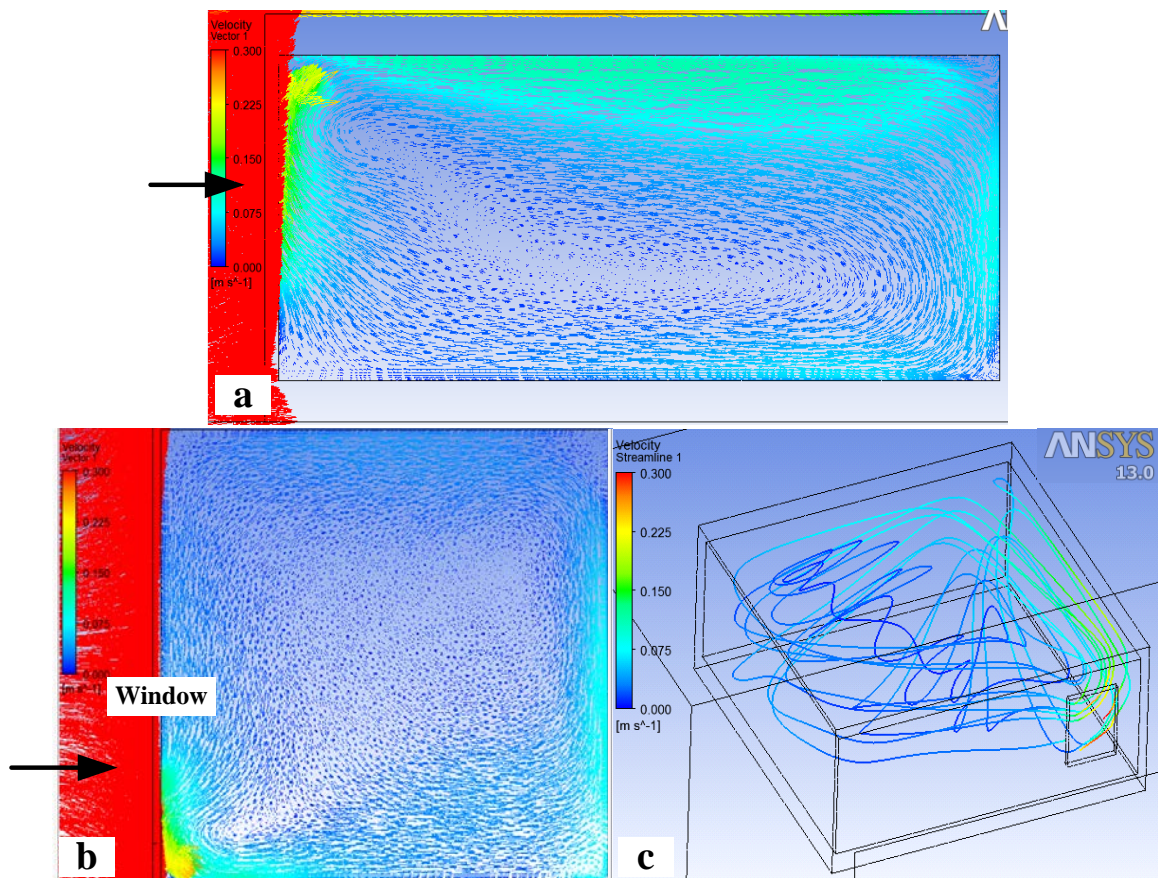 Velocity
Vector 1
0.300
0.225
0.150
0.075
0.000
[m s^-1]
a
Velocity
Vector 1
0.300
0.225
0.150
0.075
0.000
[m s^-1]
Window
b
Velocity
Streamline 1
0.300
0.225
0.150
0.075
0.000
[m s^-1]
ANSYS
13.0
c